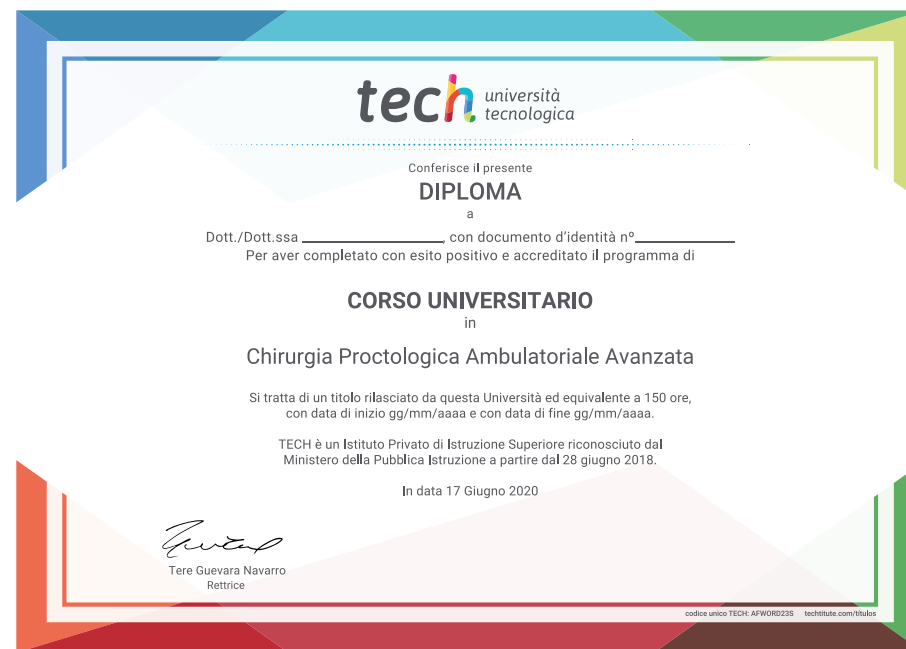 tech università
tecnologica
Conferisce il presente
DIPLOMA
a
Dott./Dott.ssa ____________________, con documento d'identità nº______________
Per aver completato con esito positivo e accreditato il programma di
CORSO UNIVERSITARIO
in
Chirurgia Proctologica Ambulatoriale Avanzata
Si tratta di un titolo rilasciato da questa Università ed equivalente a 150 ore,
con data di inizio gg/mm/aaaa e con data di fine gg/mm/aaaa.
TECH è un Istituto Privato di Istruzione Superiore riconosciuto dal
Ministero della Pubblica Istruzione a partire dal 28 giugno 2018.
In data 17 Giugno 2020
Tere Guevara Navarro
Rettrice
codice unico TECH: AFWORD23S techtitute.com/titulos